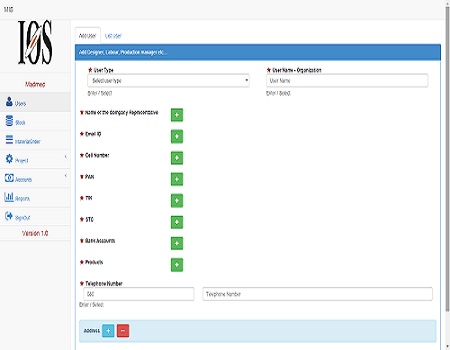 MIS
IOS
Add User
List User
Add Designer, Labour, Production manager etc...
Madmec
* User Type
* User Name - Organization
Select user type
User Name
Enter / Select
Enter / Select
Users
Stock
MaterialOrder
Project
Accounts
Reports
SignOut
Version 1.0
* Name of the Company Representative
+
* Email ID
+
* Cell Number
+
* PAN
+
* TIN
+
* STC
+
* Bank Accounts
+
* Products
+
* Telephone Number
080
Telephone Number
Enter / Select
Address
+
-